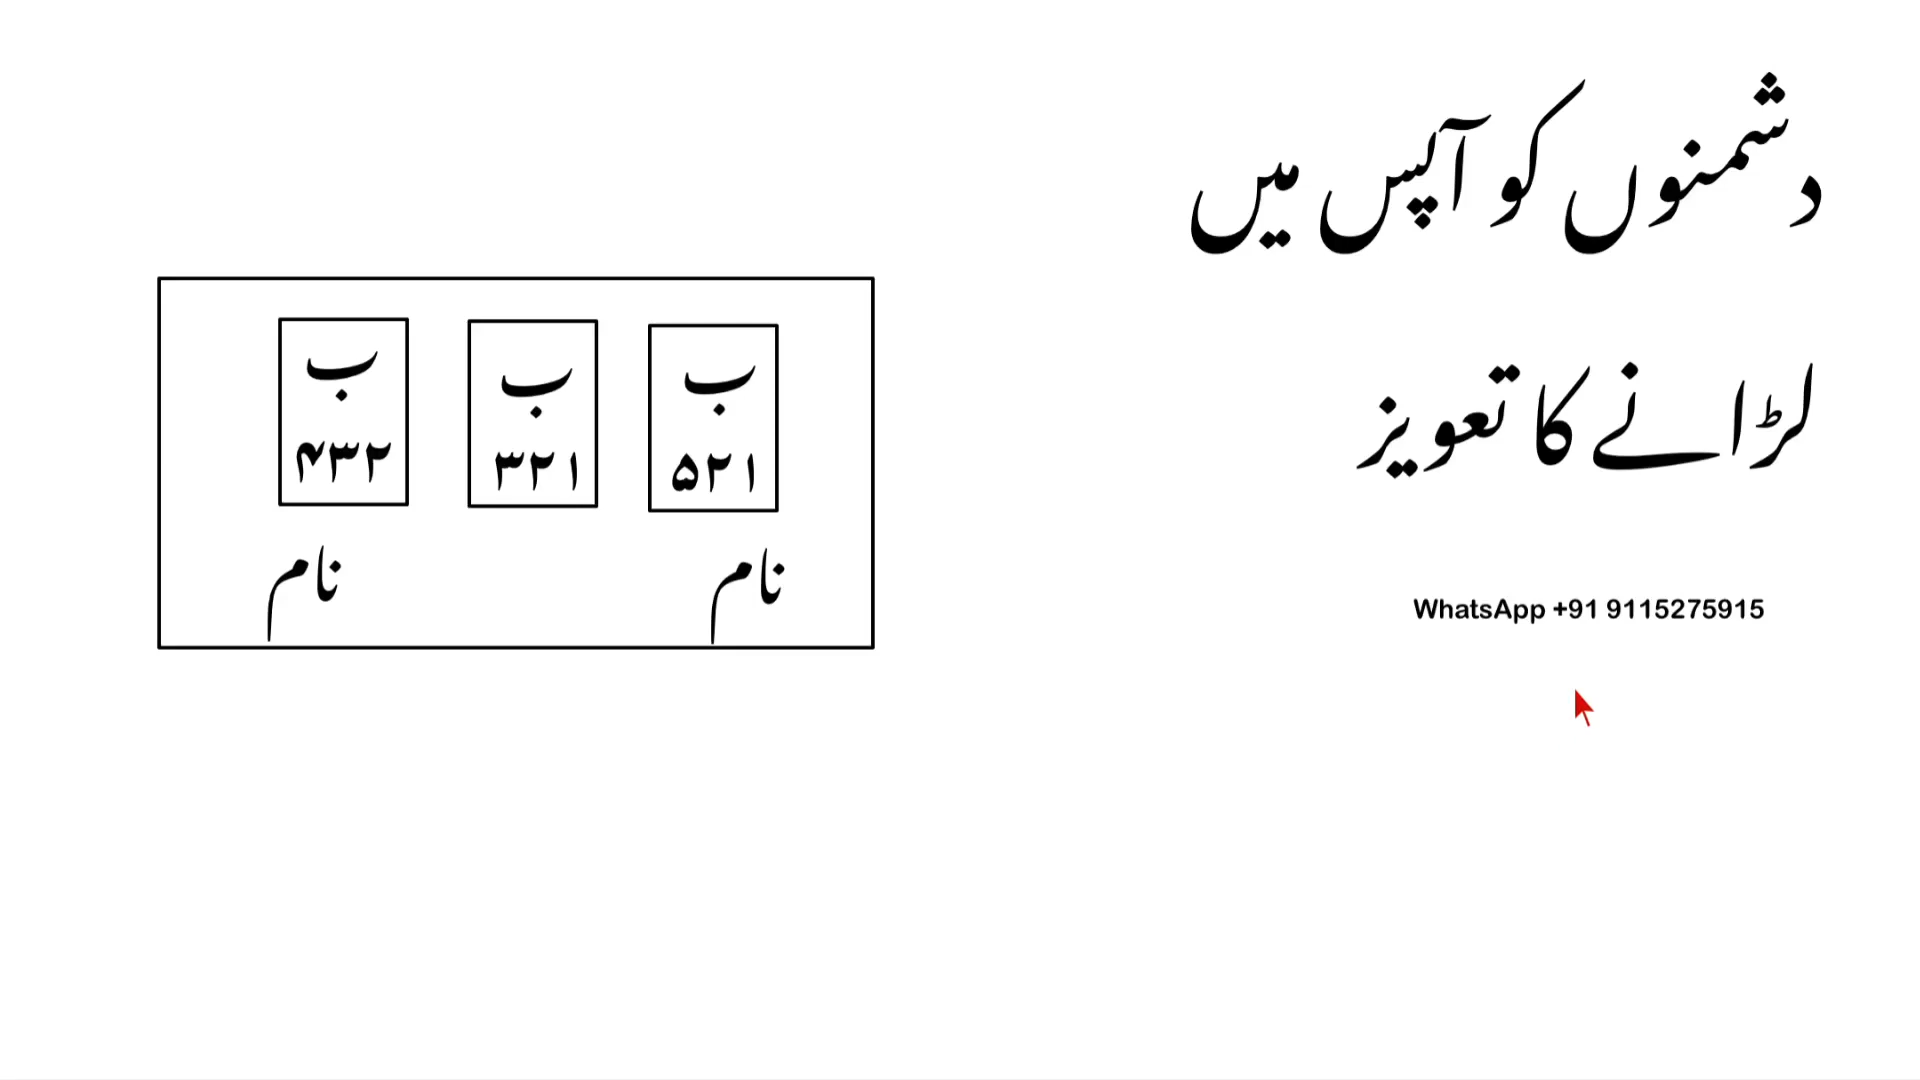 دشمنوں کو آپس میں
لڑانے کا تعویز
WhatsApp +91 9115275915
ب ب ب
۵۲۱ ۳۲۱ ۴۳۲
نام نام